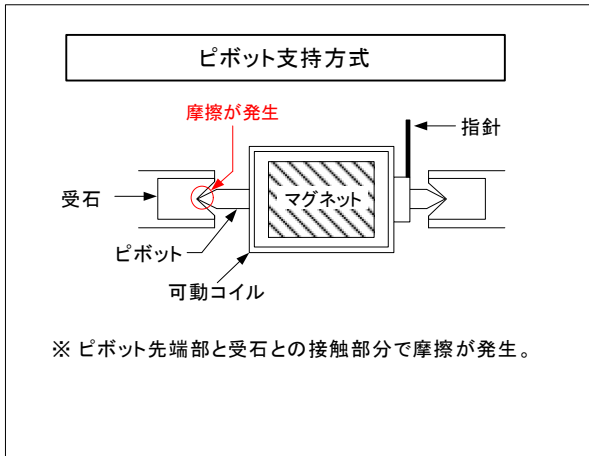 ピボット支持方式
摩擦が発生
指針
受石
マグネット
ピボット
可動コイル
※ ピボット先端部と受石との接触部分で摩擦が発生。